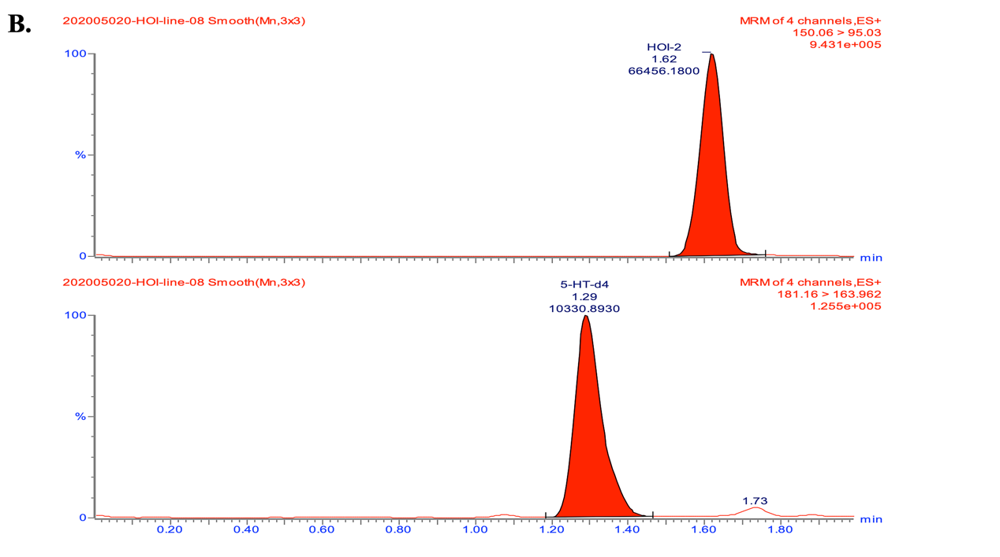 B.
202005020-HOI-line-08 Smooth(Mn,3x3)
MRM of 4 channels,ES+
150.06 > 95.03
9.431e+005
HOI-2
1.62
66456.1800
100
%
0
min
202005020-HOI-line-08 Smooth(Mn,3x3)
MRM of 4 channels,ES+
181.16 > 163.962
1.255e+005
5-HT-d4
1.29
10330.8930
100
%
1.73
0
min
0.20 0.40 0.60 0.80 1.00 1.20 1.40 1.60 1.80